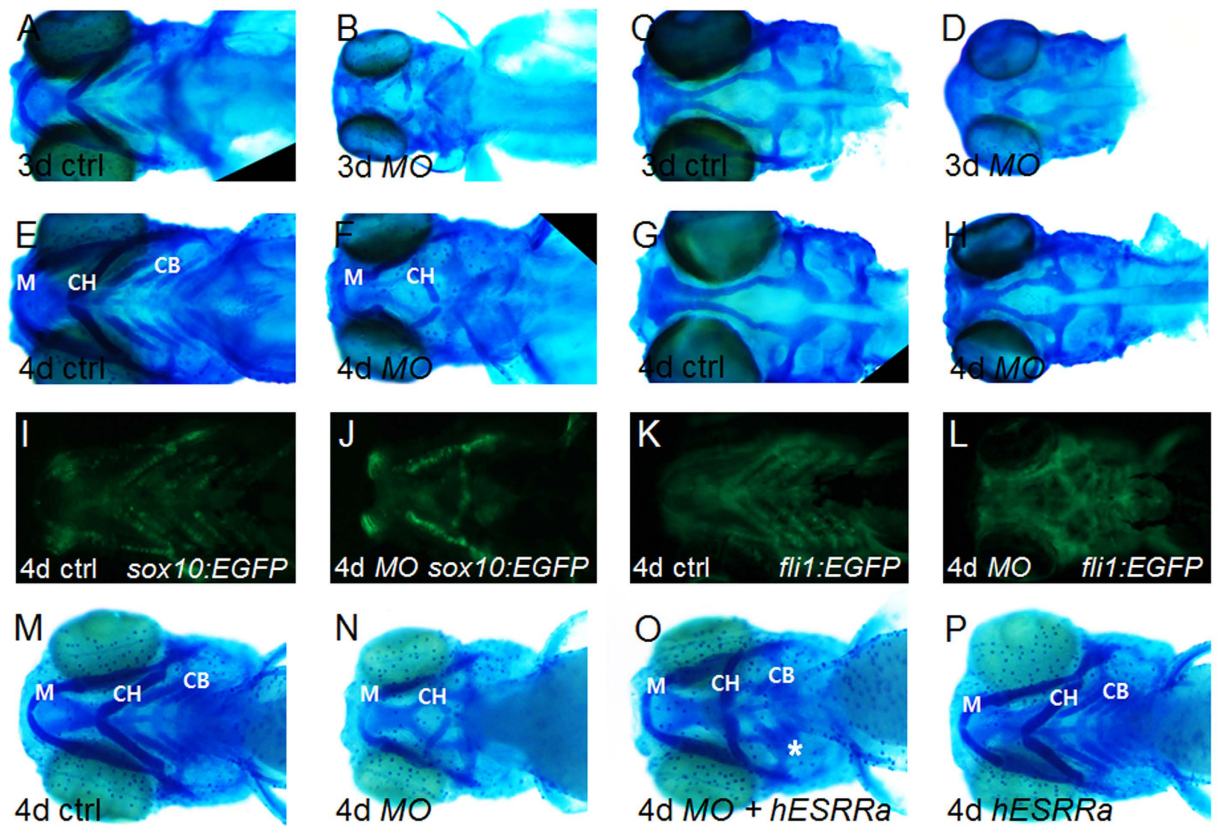 A
3d ctrl
B
3d MO
C
3d ctrl
D
3d MO
E
M
CH
CB
4d ctrl
F
M
CH
4d MO
G
4d ctrl
H
4d MO
I
4d ctrl sox10:EGFP
J
4d MO sox10:EGFP
K
4d ctrl fli1:EGFP
L
4d MO fli1:EGFP
M
M
CH
CB
4d ctrl
N
M
CH
4d MO
O
M
CH
CB
*
4d MO + hESRRa
P
M
CH
CB
4d hESRRa